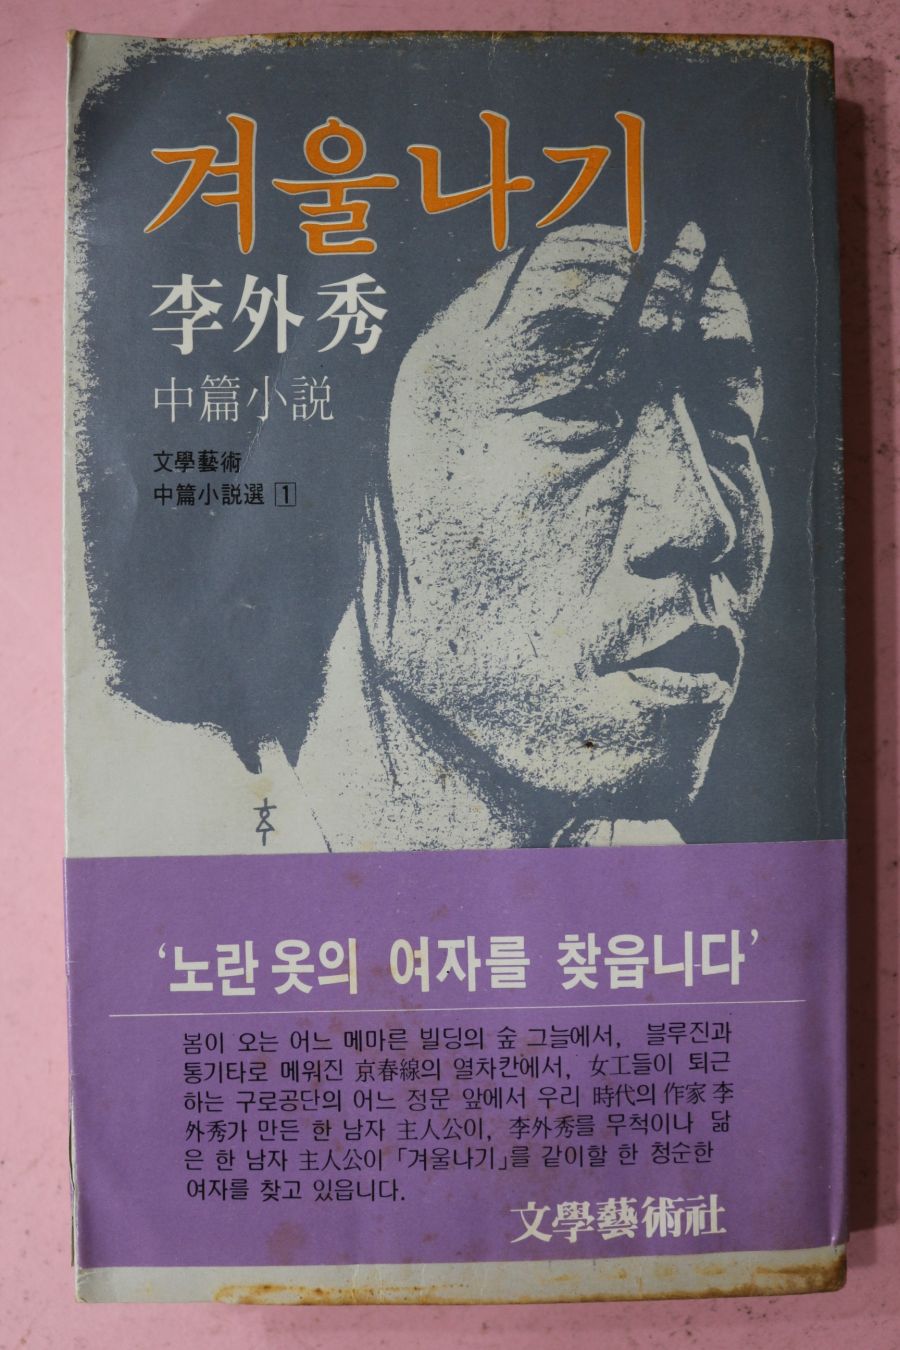 겨울나기
李外秀
中篇小説
文學藝術
中篇小説選 1
'노란 옷의 여자를 찾읍니다'
봄이 오는 어느 메마른 빌딩의 숲 그늘에서, 블루진과
통기타로 메워진 京春線의 열차칸에서, 女工들이 퇴근
하는 구로공단의 어느 정문 앞에서 우리 時代의 作家 李
外秀가 만든 한 남자 主人公이, 李外秀를 무척이나 닮
은 한 남자 主人公이 「겨울나기」를 같이할 한 청순한
여자를 찾고 있읍니다.
文學藝術社